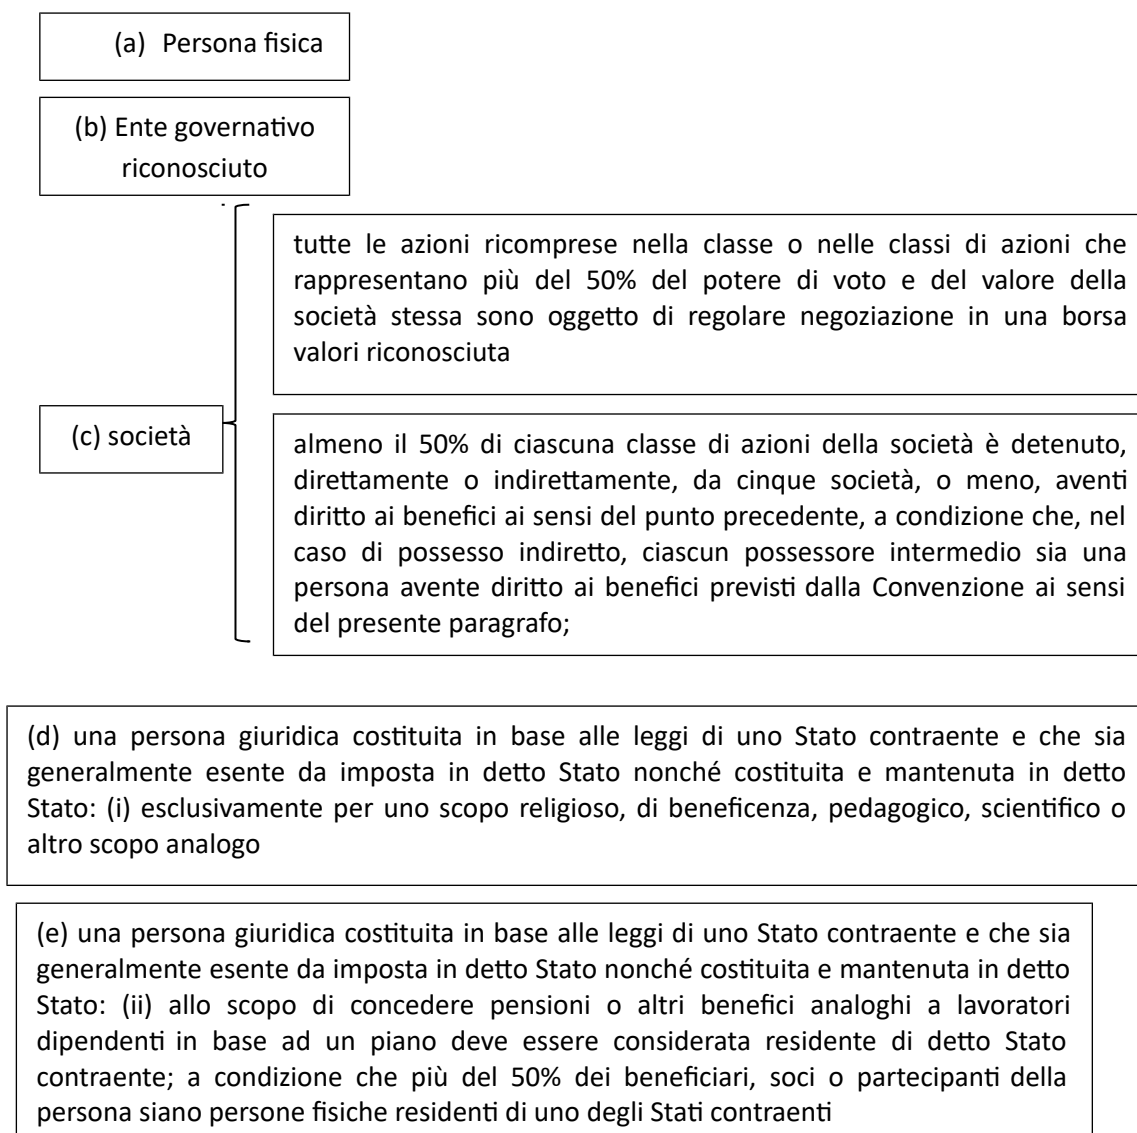 (a) Persona fisica
(b) Ente governativo
riconosciuto
tutte le azioni ricomprese nella classe o nelle classi di azioni che
rappresentano più del 50% del potere di voto e del valore della
società stessa sono oggetto di regolare negoziazione in una borsa
valori riconosciuta
(c) società
almeno il 50% di ciascuna classe di azioni della società è detenuto,
direttamente o indirettamente, da cinque società, o meno, aventi
diritto ai benefici ai sensi del punto precedente, a condizione che, nel
caso di possesso indiretto, ciascun possessore intermedio sia una
persona avente diritto ai benefici previsti dalla Convenzione ai sensi
del presente paragrafo;
(d) una persona giuridica costituita in base alle leggi di uno Stato contraente e che sia
generalmente esente da imposta in detto Stato nonché costituita e mantenuta in detto
Stato: (i) esclusivamente per uno scopo religioso, di beneficenza, pedagogico, scientifico o
altro scopo analogo
(e) una persona giuridica costituita in base alle leggi di uno Stato contraente e che sia
generalmente esente da imposta in detto Stato nonché costituita e mantenuta in detto
Stato: (ii) allo scopo di concedere pensioni o altri benefici analoghi a lavoratori
dipendenti in base ad un piano deve essere considerata residente di detto Stato
contraente; a condizione che più del 50% dei beneficiari, soci o partecipanti della
persona siano persone fisiche residenti di uno degli Stati contraenti